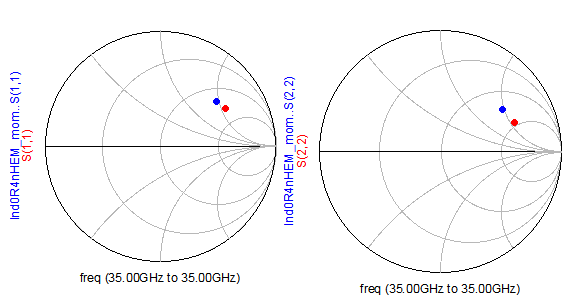 Ind0R4nHEM_mom..S(1,1)
S(1,1)
freq (35.00GHz to 35.00GHz)
Ind0R4nHEM_mom..S(2,2)
S(2,2)
freq (35.00GHz to 35.00GHz)